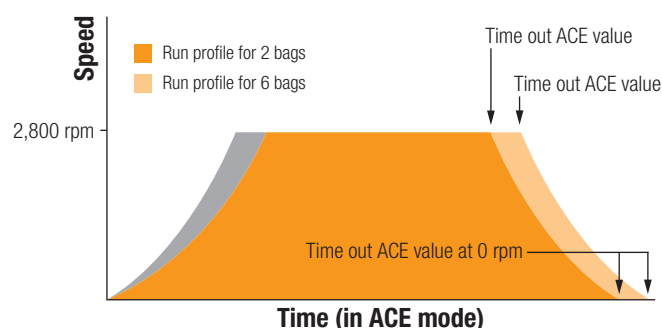 Speed
Run profile for 2 bags
Run profile for 6 bags
Time out ACE value
Time out ACE value
2,800 rpm
Time out ACE value at 0 rpm
Time (in ACE mode)